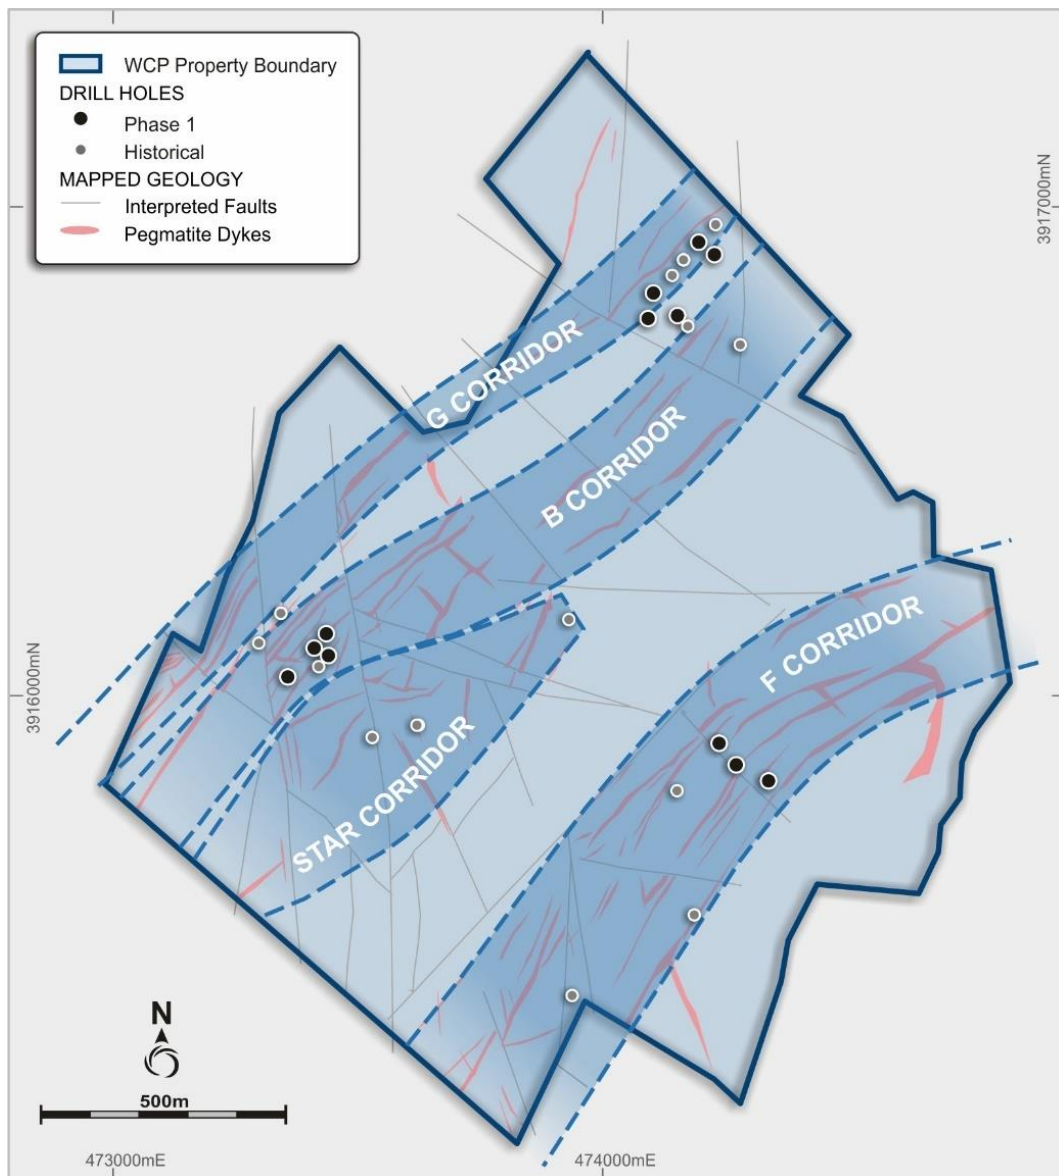 WCP Property Boundary
DRILL HOLES
Phase 1
Historical
MAPPED GEOLOGY
Interpreted Faults
Pegmatite Dykes
3917000mN
G CORRIDOR
B CORRIDOR
F CORRIDOR
3916000mN
STAR CORRIDOR
N
500m
473000mE
474000mE